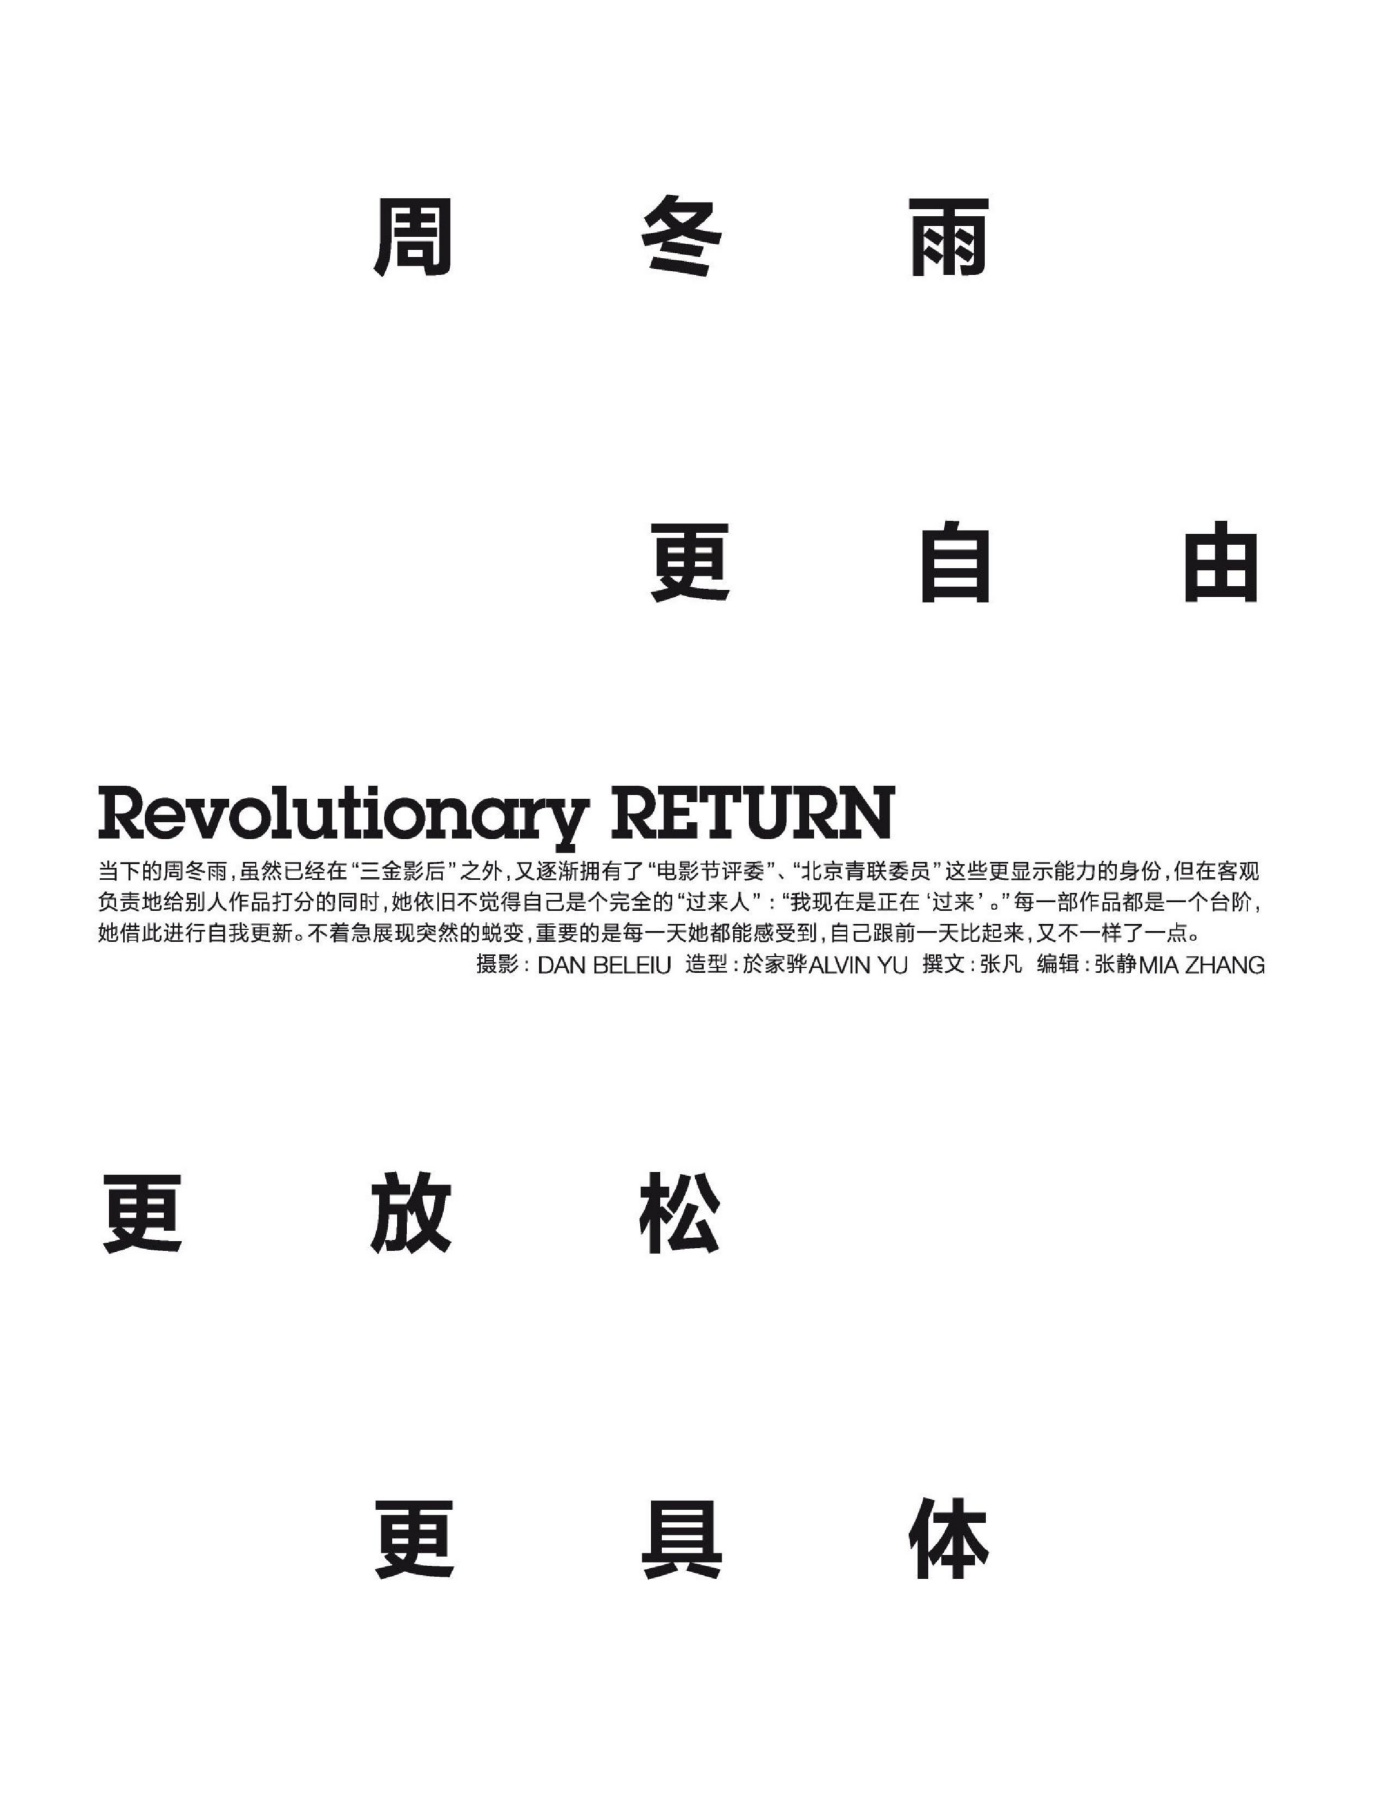 周冬雨
更自由
Revolutionary RETURN
当下的周冬雨,虽然已经在“三金影后”之外,又逐渐拥有了“电影节评委”、“北京青联委员”这些更显示能力的身份,但在客观
负责地给别人作品打分的同时,她依旧不觉得自己是个完全的“过来人”:“我现在是正在‘过来’。”每一部作品都是一个台阶,
她借此进行自我更新。不着急展现突然的蜕变,重要的是每一天她都能感受到,自己跟前一天比起来,又不一样了一点。
摄影: DAN BELEIU 造型:於家骅ALVIN YU 撰文:张凡 编辑:张静MIA ZHANG
更放松
更具体